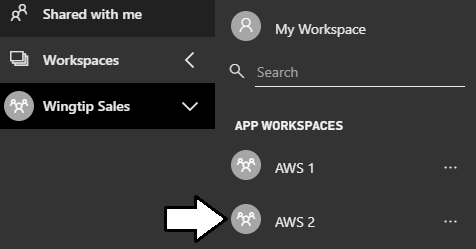 Shared with me
Workspaces
Wingtip Sales
My Workspace
Search
APP WORKSPACES
AWS 1
AWS 2